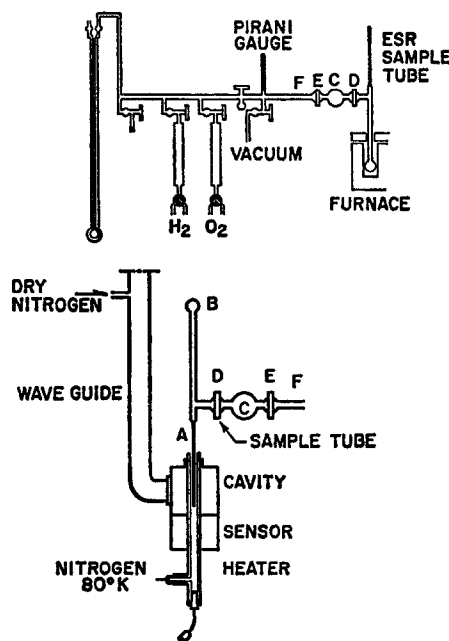 PIRANI
GAUGE
ESR
SAMPLE
TUBE
F E C D
VACUUM
H2 O2
FURNACE
DRY
NITROGEN
B
D E F
C
WAVE GUIDE
A
SAMPLE TUBE
CAVITY
SENSOR
NITROGEN
80°K
HEATER